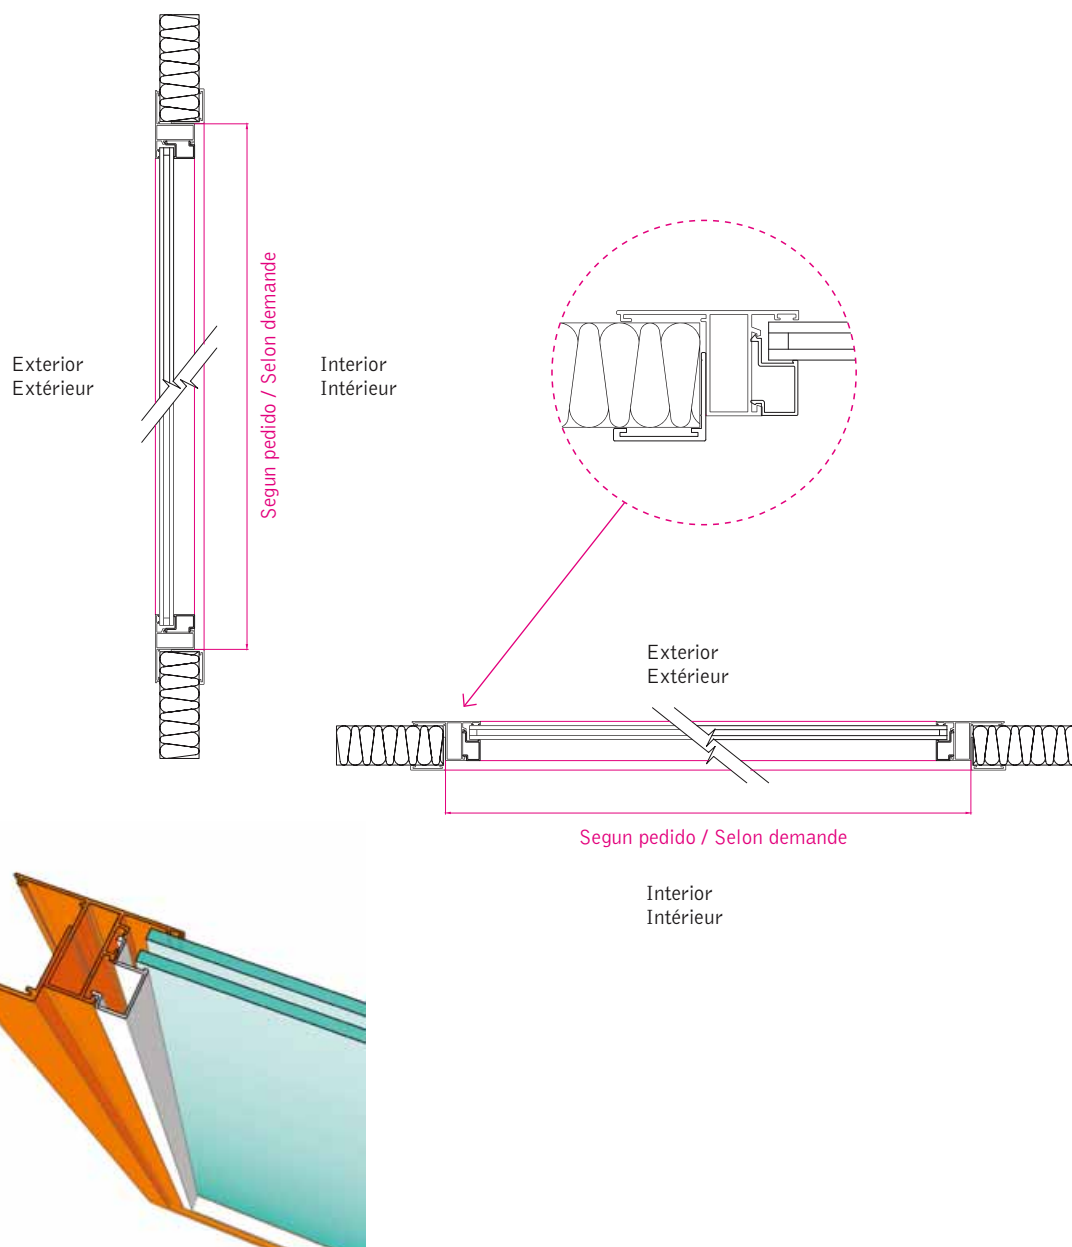 Exterior
Extérieur
Segun pedido / Selon demande
Interior
Intérieur
Exterior
Extérieur
Segun pedido / Selon demande
Interior
Intérieur